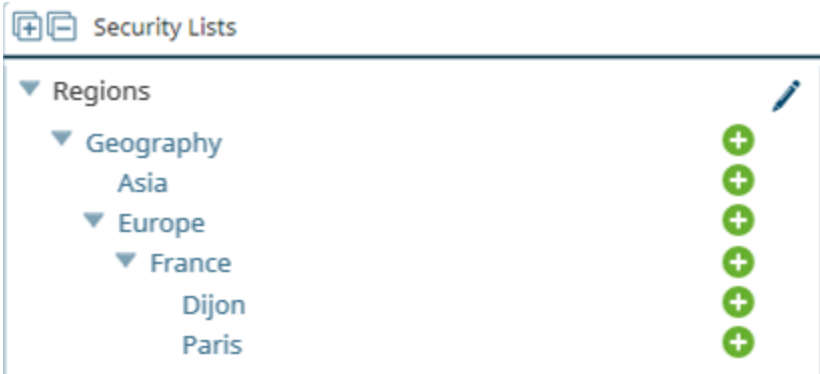 Security Lists
Regions
Geography
Asia
Europe
France
Dijon
Paris